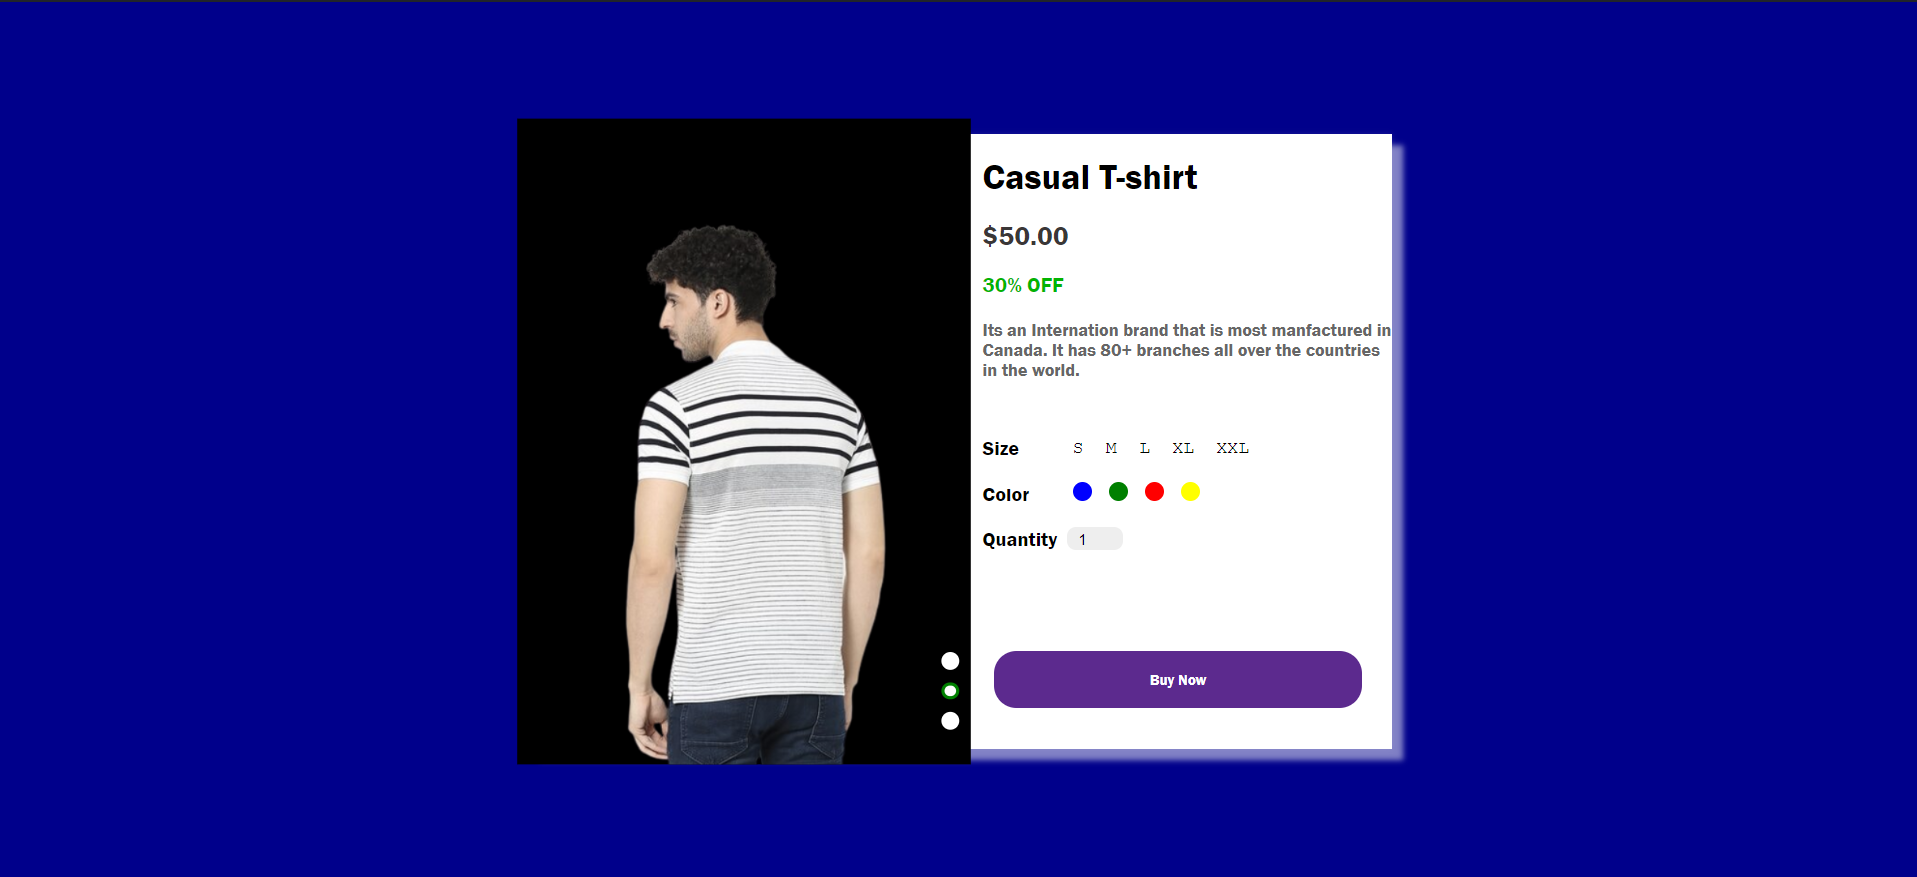 Casual T-shirt
$50.00
30% OFF
Its an Internation brand that is most manfactured in
Canada. It has 80+ branches all over the countries
in the world.
Size S M L XL XXL
Color
Quantity 1
Buy Now